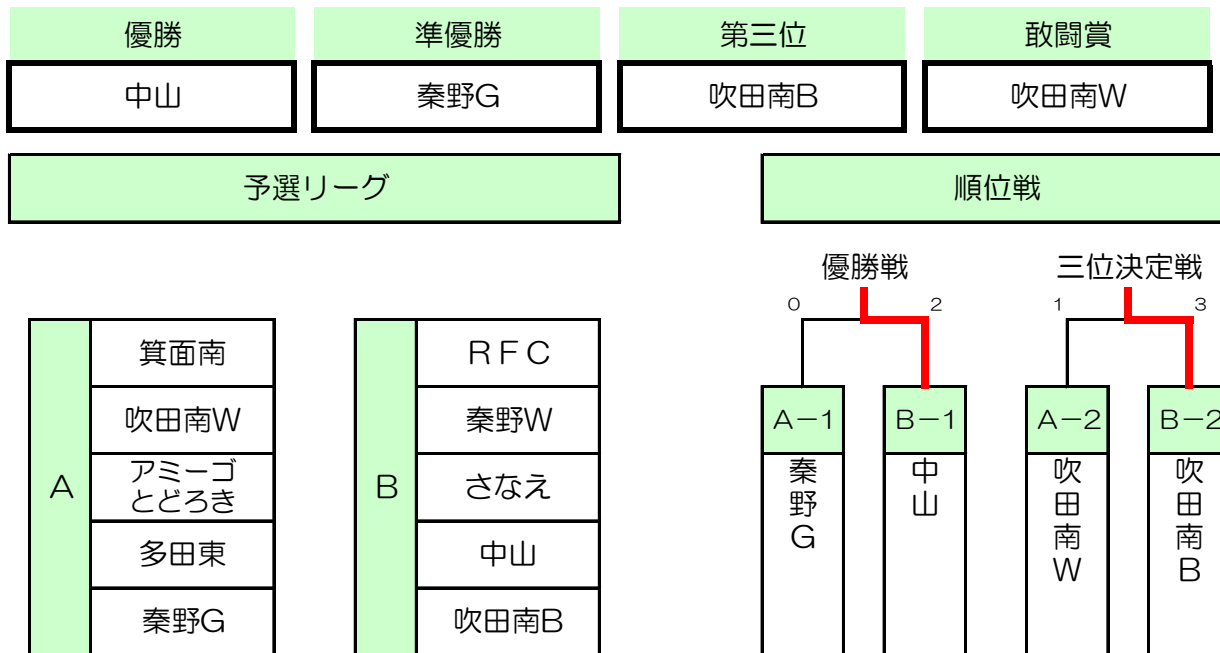 優勝
準優勝
第三位
敢闘賞
中山
秦野G
吹田南B
吹田南W
予選リーグ
順位戦
優勝戦
三位決定戦
0
2
1
3
A
箕面南
吹田南W
アミーゴ
とどろき
多田東
秦野G
B
ＲＦＣ
秦野W
さなえ
中山
吹田南B
A－1
B－1
A－2
B－2
秦野G
中山
吹田南W
吹田南B